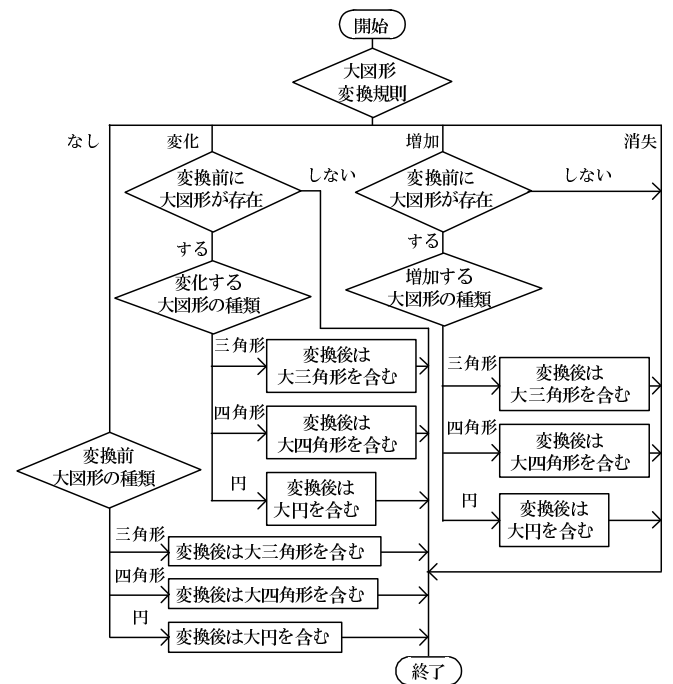 開始
大図形
変換規則
なし
変化
増加
消失
変換前に
大図形が存在
しない
変換前に
大図形が存在
しない
する
する
変化する
大図形の種類
増加する
大図形の種類
三角形
変換後は
大三角形を含む
三角形
変換後は
大三角形を含む
四角形
変換後は
大四角形を含む
四角形
変換後は
大四角形を含む
変換前
大図形の種類
円
変換後は
大円を含む
円
変換後は
大円を含む
三角形
変換後は大三角形を含む
四角形
変換後は大四角形を含む
円
変換後は大円を含む
終了